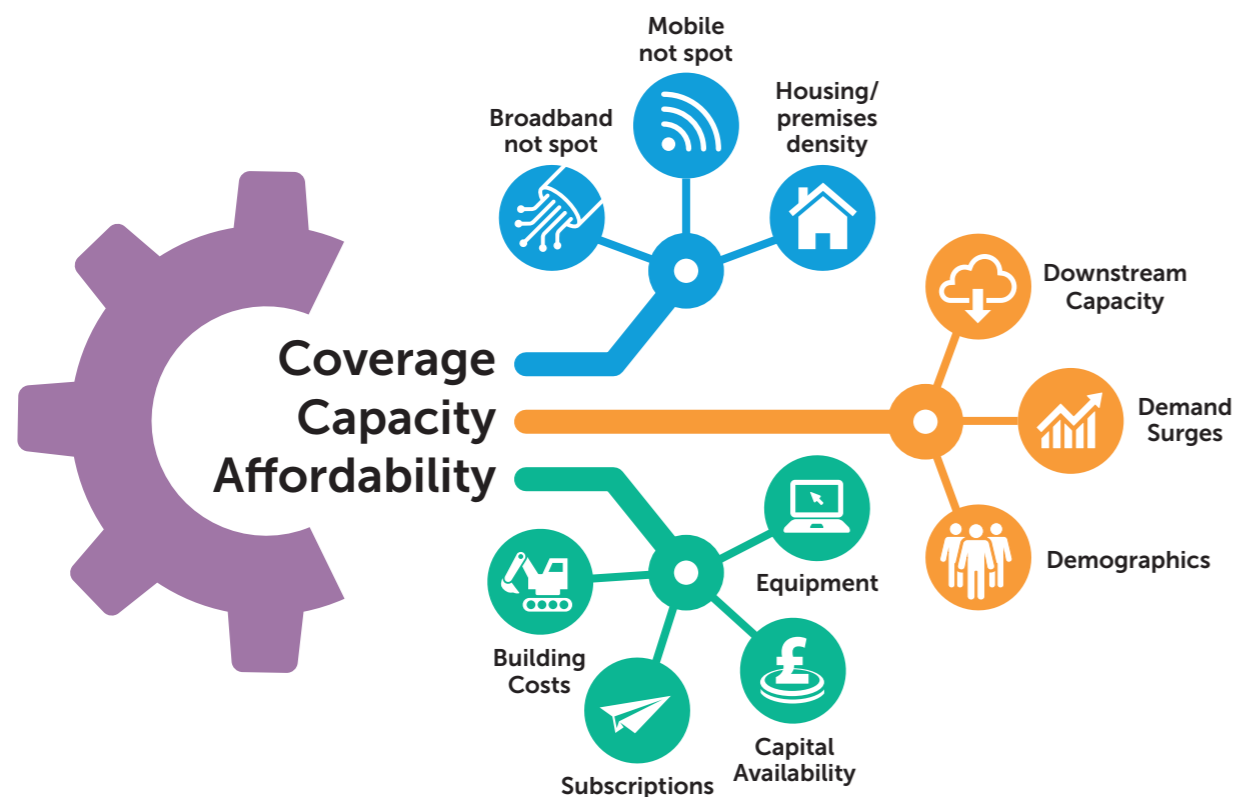 Mobile
not spot
Broadband
not spot
Housing/
premises
density
Downstream
Capacity
Coverage
Capacity
Affordability
Demand
Surges
Demographics
Equipment
Building
Costs
£
Capital
Availability
Subscriptions